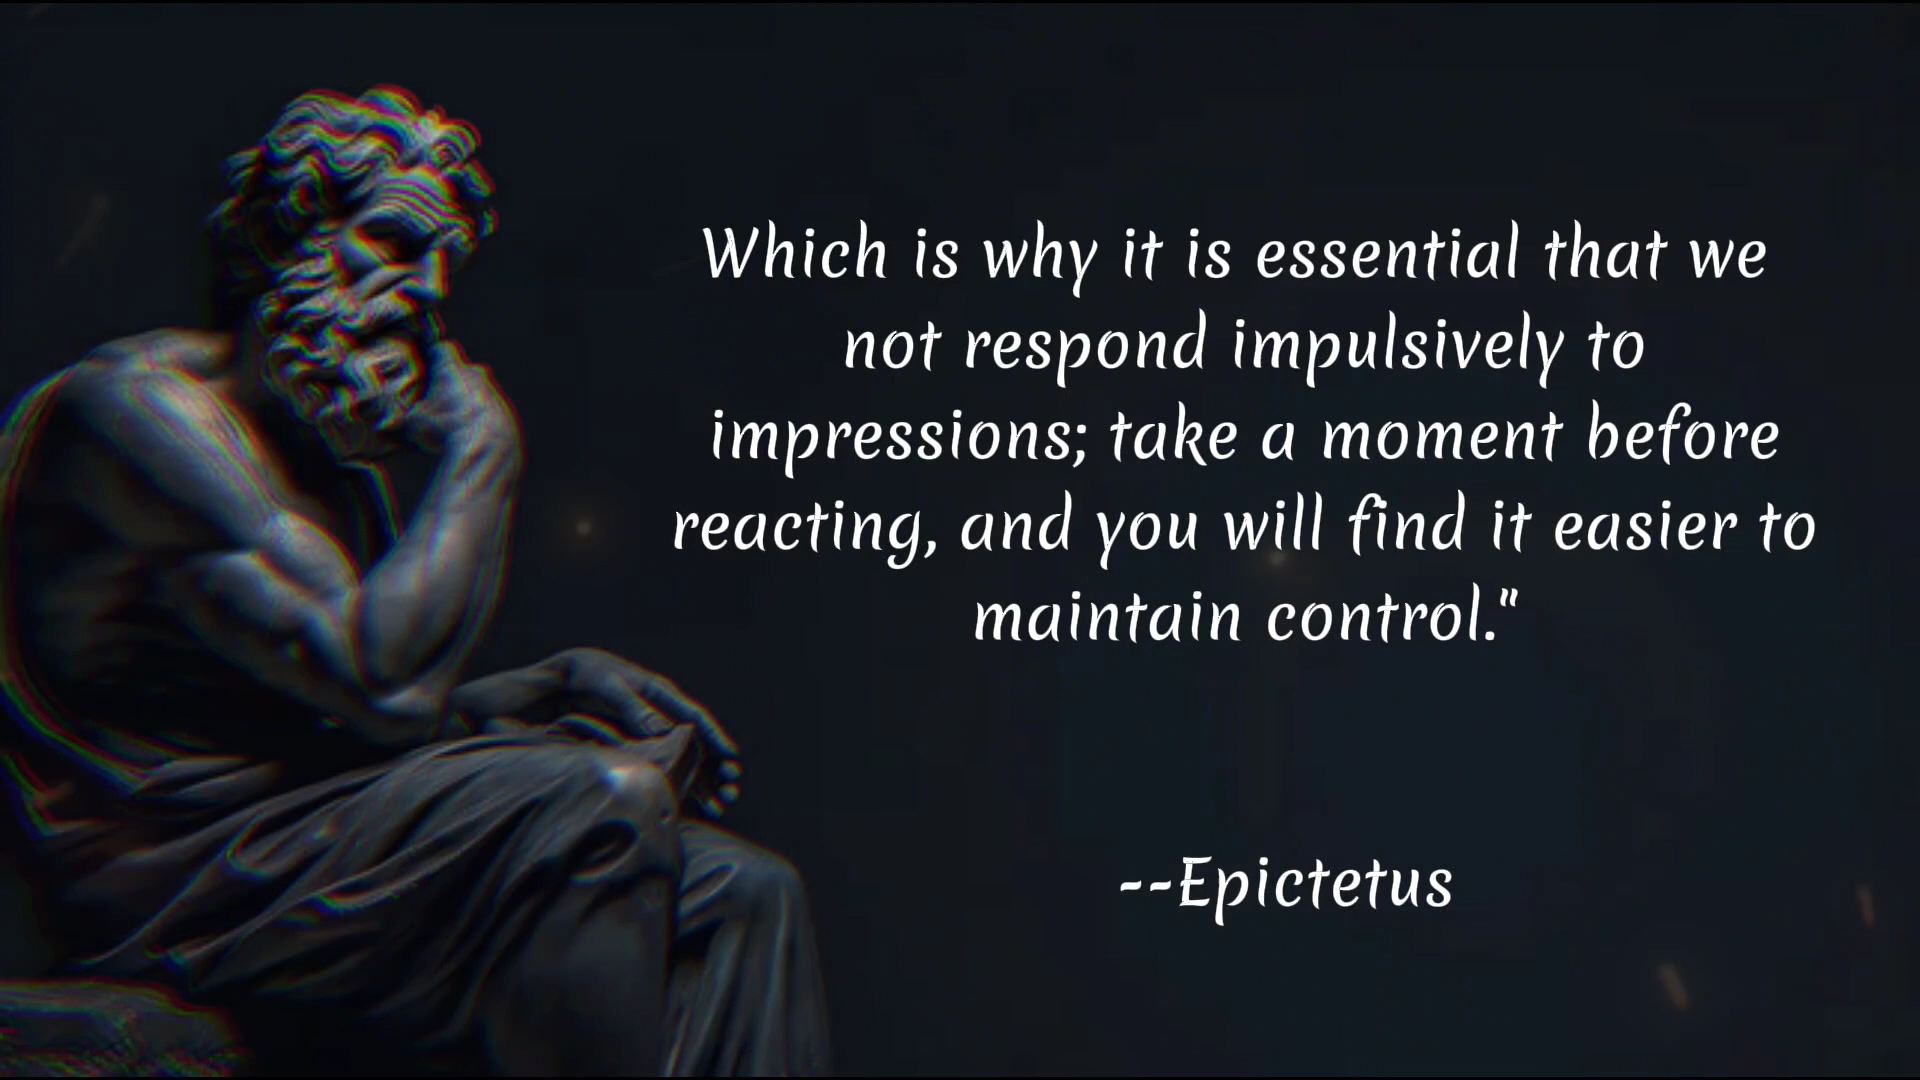 Which is why it is essential that we
not respond impulsively to
impressions; take a moment before
reacting, and you will find it easier to
maintain control."
--Epictetus